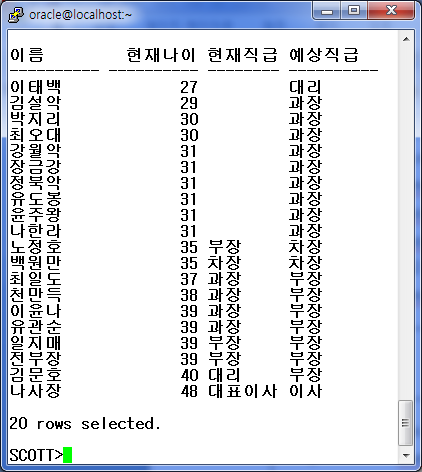 oracle@localhost:~
이름 현재나이 현재직급 예상직급
---------- ---------- -------- ----------
이태백 27 대리
김설악 29 과장
박지리 30 과장
최오대 30 과장
강월악 31 과장
장금강 31 과장
정북악 31 과장
유도봉 31 과장
윤주왕 31 과장
나한라 31 과장
노정호 35 부장 차장
백원만 35 차장 차장
최일도 37 과장 부장
천만득 38 과장 부장
이윤나 39 과장 부장
유관순 39 과장 부장
일지매 39 부장 부장
전부장 39 부장 부장
김문호 40 대리 부장
나사장 48 대표이사 이사
20 rows selected.
SCOTT>